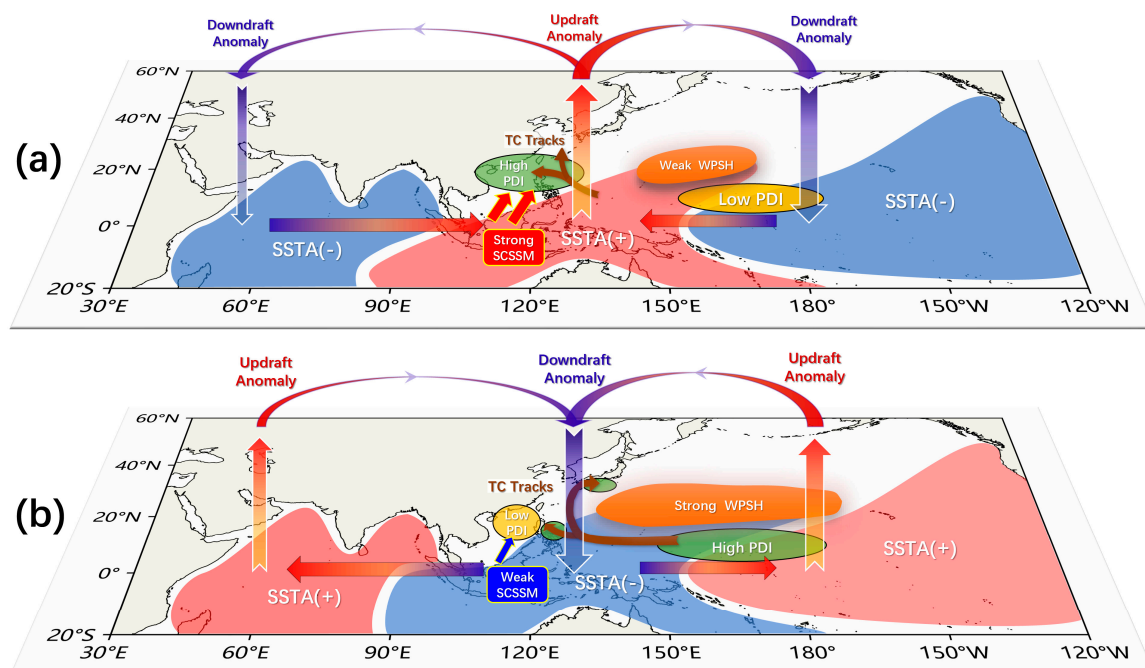 Downdraft
Anomaly
Updraft
Anomaly
Downdraft
Anomaly
(a)
60°N
40°N
20°N
0°
20°S
TC Tracks
High
PDI
Weak WPSH
Low PDI
SSTA(-)
SSTA(-)
Strong
SCSSM
SSTA(+)
30°E
60°E
90°E
120°E
150°E
180°
150°W
120°W
Updraft
Anomaly
Downdraft
Anomaly
Updraft
Anomaly
(b)
60°N
40°N
20°N
0°
20°S
TC Tracks
Low
PDI
Strong WPSH
High PDI
SSTA(+)
SSTA(+)
Weak
SCSSM
SSTA(-)
30°E
60°E
90°E
120°E
150°E
180°
150°W
120°W